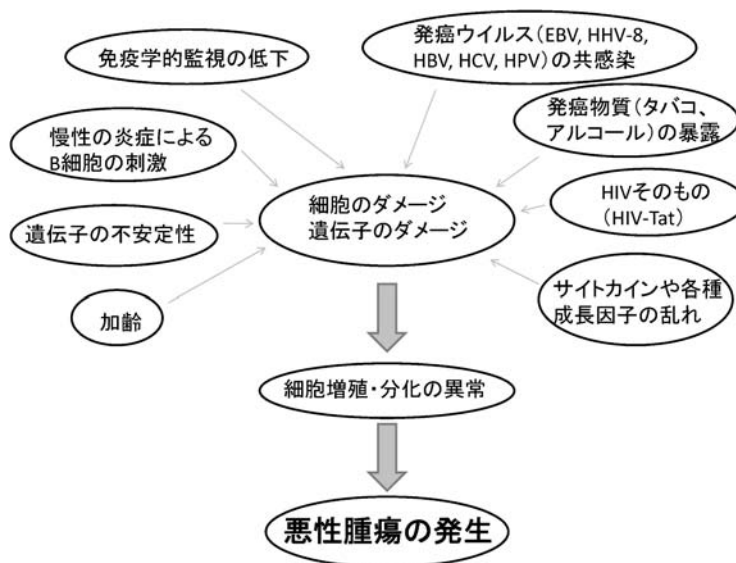 免疫学的監視の低下
発癌ウイルス(EBV, HHV-8,
HBV, HCV, HPV)の共感染
慢性の炎症による
B細胞の刺激
発癌物質(タバコ、
アルコール)の暴露
細胞のダメージ
遺伝子のダメージ
HIVそのもの
(HIV-Tat)
遺伝子の不安定性
加齢
サイトカインや各種
成長因子の乱れ
細胞増殖・分化の異常
悪性腫瘍の発生